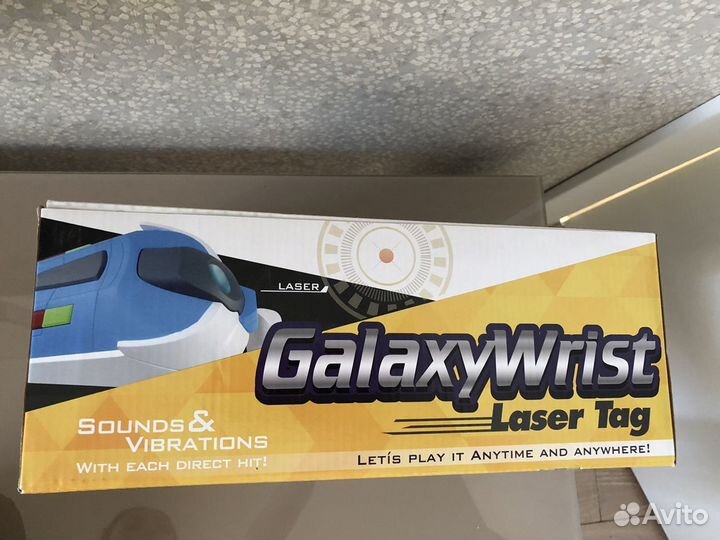 LASER
GalaxyWrist
Laser Tag
SOUNDS &
VIBRATIONS
WITH EACH DIRECT HIT!
LETÍS PLAY IT ANYTIME AND ANYWHERE!
Avito